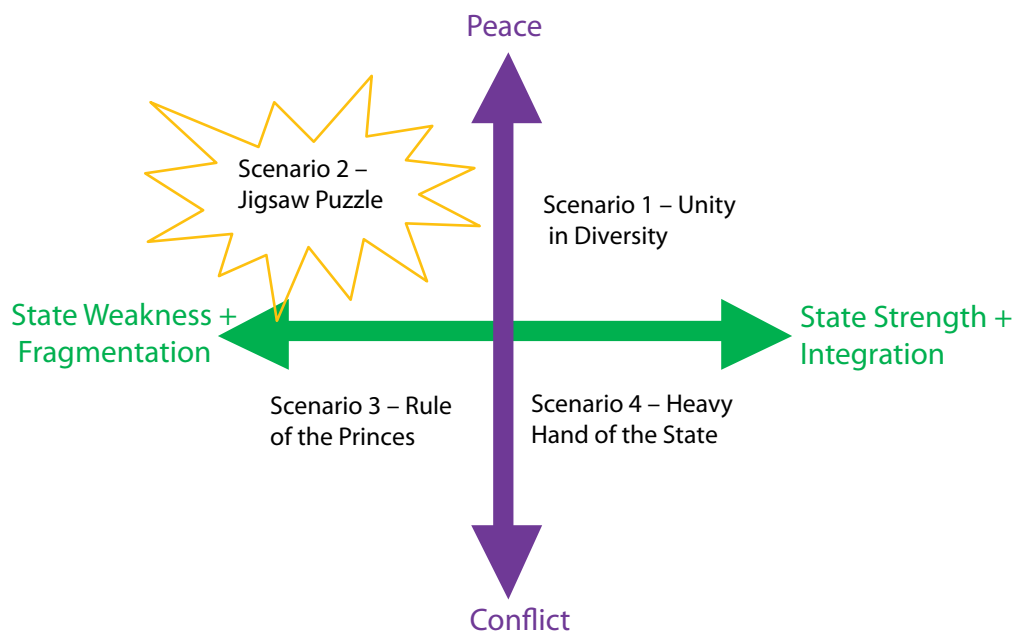 Peace
Scenario 2 –
Jigsaw Puzzle
Scenario 1 – Unity
in Diversity
State Weakness +
Fragmentation
State Strength +
Integration
Scenario 3 – Rule
of the Princes
Scenario 4 – Heavy
Hand of the State
Conflict